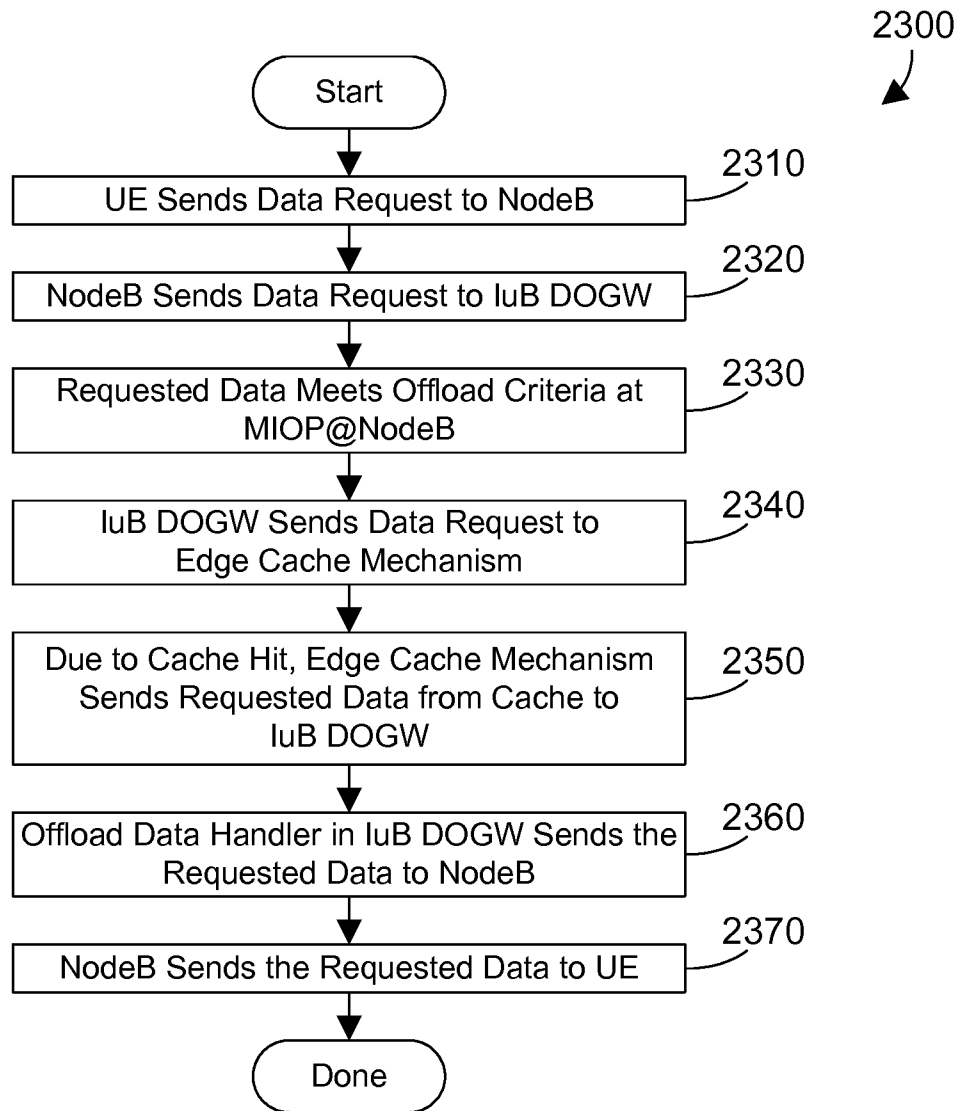 2300
Start
2310
UE Sends Data Request to NodeB
2320
NodeB Sends Data Request to IuB DOGW
2330
Requested Data Meets Offload Criteria at
MIOP@NodeB
2340
IuB DOGW Sends Data Request to
Edge Cache Mechanism
2350
Due to Cache Hit, Edge Cache Mechanism
Sends Requested Data from Cache to
IuB DOGW
2360
Offload Data Handler in IuB DOGW Sends the
Requested Data to NodeB
2370
NodeB Sends the Requested Data to UE
Done